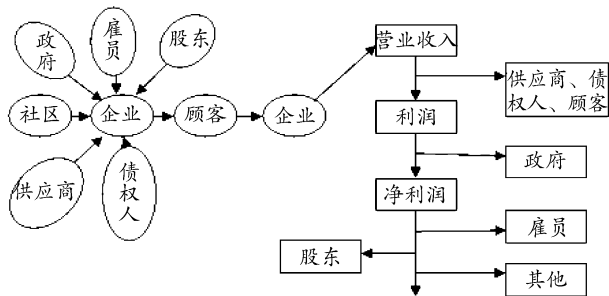 政府
雇员
股东
社区
企业
顾客
企业
供应商
债权人
营业收入
供应商、债
权人、顾客
利润
政府
净利润
雇员
股东
其他